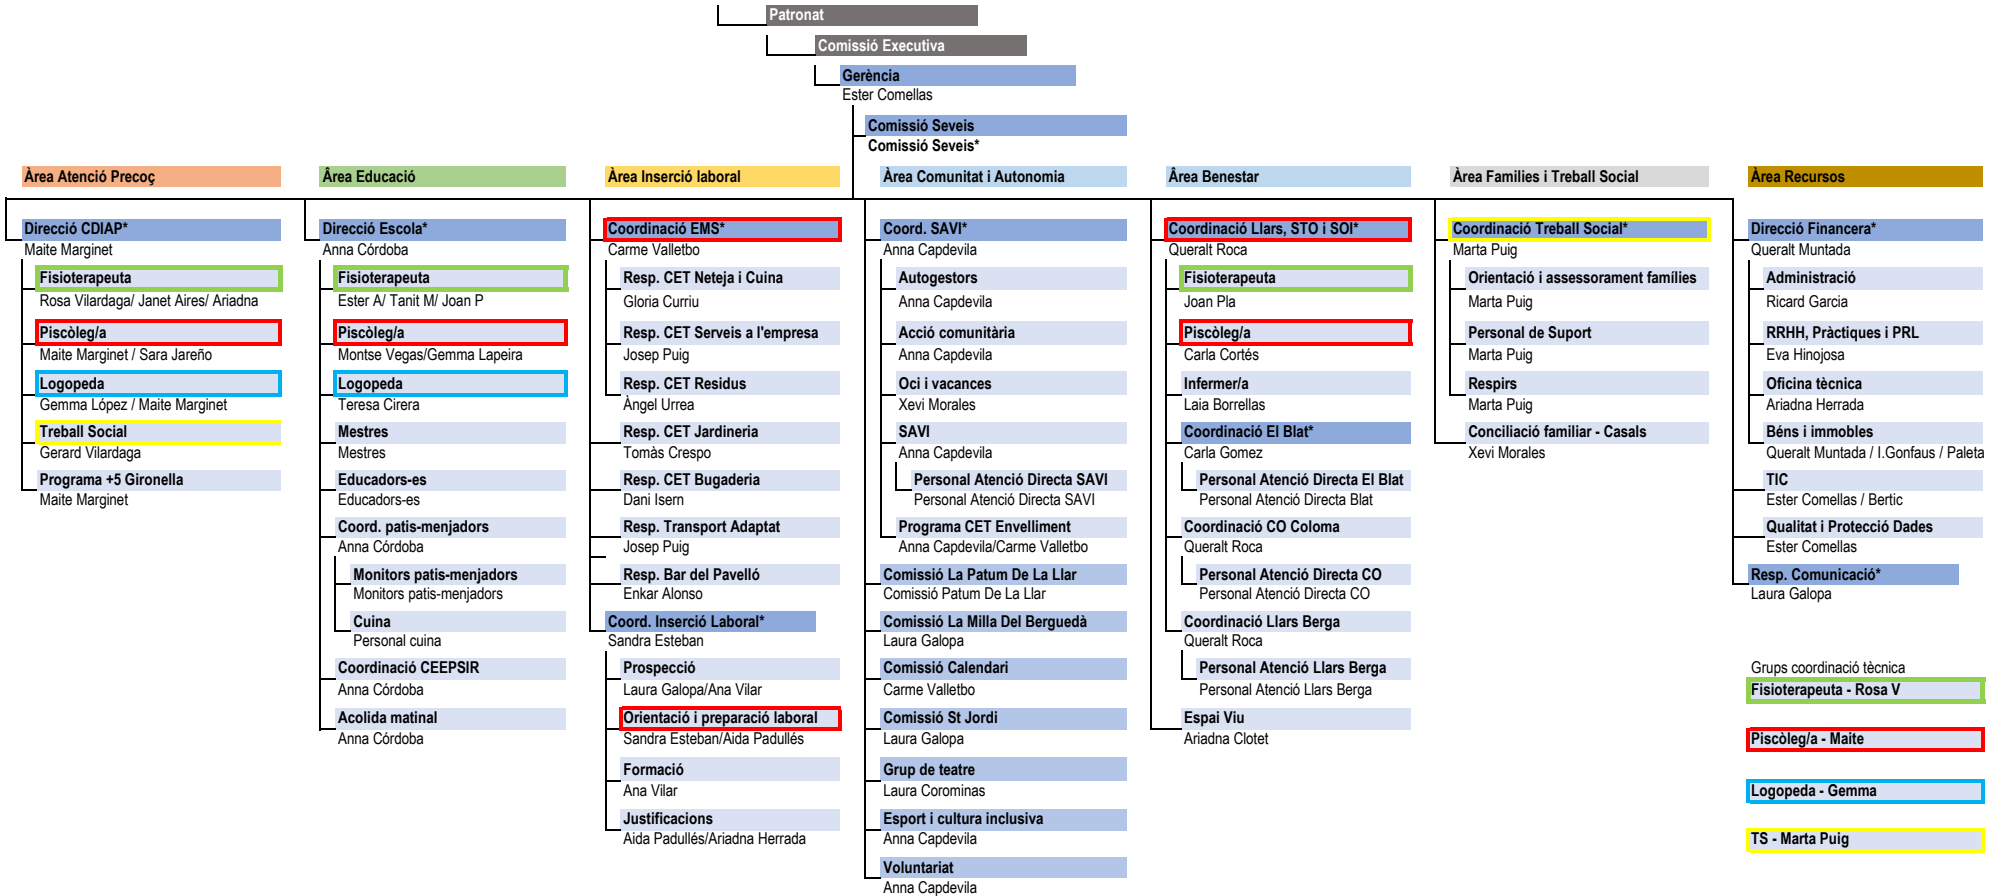 Patronat
Comissió Executiva
Gerència
Ester Comellas
Comissió Seveis
Comissió Seveis*
Àrea Atenció Precoç
Direcció CDIAP*
Maite Marginet
Fisioterapeuta
Rosa Vilardaga/ Janet Aires/ Ariadna
Piscòleg/a
Maite Marginet / Sara Jareño
Logopeda
Gemma López / Maite Marginet
Treball Social
Gerard Vilardaga
Programa +5 Gironella
Maite Marginet
Ârea Educació
Direcció Escola*
Anna Córdoba
Fisioterapeuta
Ester A/ Tanit M/ Joan P
Piscòleg/a
Montse Vegas/Gemma Lapeira
Logopeda
Teresa Cirera
Mestres
Mestres
Educadors-es
Educadors-es
Coord. patis-menjadors
Anna Córdoba
Monitors patis-menjadors
Monitors patis-menjadors
Cuina
Personal cuina
Coordinació CEEPSIR
Anna Córdoba
Acolida matinal
Anna Córdoba
Àrea Inserció laboral
Coordinació EMS*
Carme Valletbo
Resp. CET Neteja i Cuina
Gloria Curriu
Resp. CET Serveis a l'empresa
Josep Puig
Resp. CET Residus
Àngel Urrea
Resp. CET Jardineria
Tomàs Crespo
Resp. CET Bugaderia
Dani Isern
Resp. Transport Adaptat
Josep Puig
Resp. Bar del Pavelló
Enkar Alonso
Coord. Inserció Laboral*
Sandra Esteban
Prospecció
Laura Galopa/Ana Vilar
Orientació i preparació laboral
Sandra Esteban/Aida Padullés
Formació
Ana Vilar
Justificacions
Aida Padullés/Ariadna Herrada
Àrea Comunitat i Autonomia
Coord. SAVI*
Anna Capdevila
Autogestors
Anna Capdevila
Acció comunitària
Anna Capdevila
Oci i vacances
Xevi Morales
SAVI
Anna Capdevila
Personal Atenció Directa SAVI
Personal Atenció Directa SAVI
Programa CET Envelliment
Anna Capdevila/Carme Valletbo
Comissió La Patum De La Llar
Comissió Patum De La Llar
Comissió La Milla Del Berguedà
Laura Galopa
Comissió Calendari
Carme Valletbo
Comissió St Jordi
Laura Galopa
Grup de teatre
Laura Corominas
Esport i cultura inclusiva
Anna Capdevila
Voluntariat
Anna Capdevila
Ârea Benestar
Coordinació Llars, STO i SOI*
Queralt Roca
Fisioterapeuta
Joan Pla
Piscòleg/a
Carla Cortés
Infermer/a
Laia Borrellas
Coordinació El Blat*
Carla Gomez
Personal Atenció Directa El Blat
Personal Atenció Directa Blat
Coordinació CO Coloma
Queralt Roca
Personal Atenció Directa CO
Personal Atenció Directa CO
Coordinació Llars Berga
Queralt Roca
Personal Atenció Llars Berga
Personal Atenció Llars Berga
Espai Viu
Ariadna Clotet
Àrea Families i Treball Social
Coordinació Treball Social*
Marta Puig
Orientació i assessorament famílies
Marta Puig
Personal de Suport
Marta Puig
Respirs
Marta Puig
Conciliació familiar - Casals
Xevi Morales
Àrea Recursos
Direcció Financera*
Queralt Muntada
Administració
Ricard Garcia
RRHH, Pràctiques i PRL
Eva Hinojosa
Oficina tècnica
Ariadna Herrada
Béns i immobles
Queralt Muntada / I.Gonfaus / Paleta
TIC
Ester Comellas / Bertic
Qualitat i Protecció Dades
Ester Comellas
Resp. Comunicació*
Laura Galopa
Grups coordinació tècnica
Fisioterapeuta - Rosa V
Piscòleg/a - Maite
Logopeda - Gemma
TS - Marta Puig